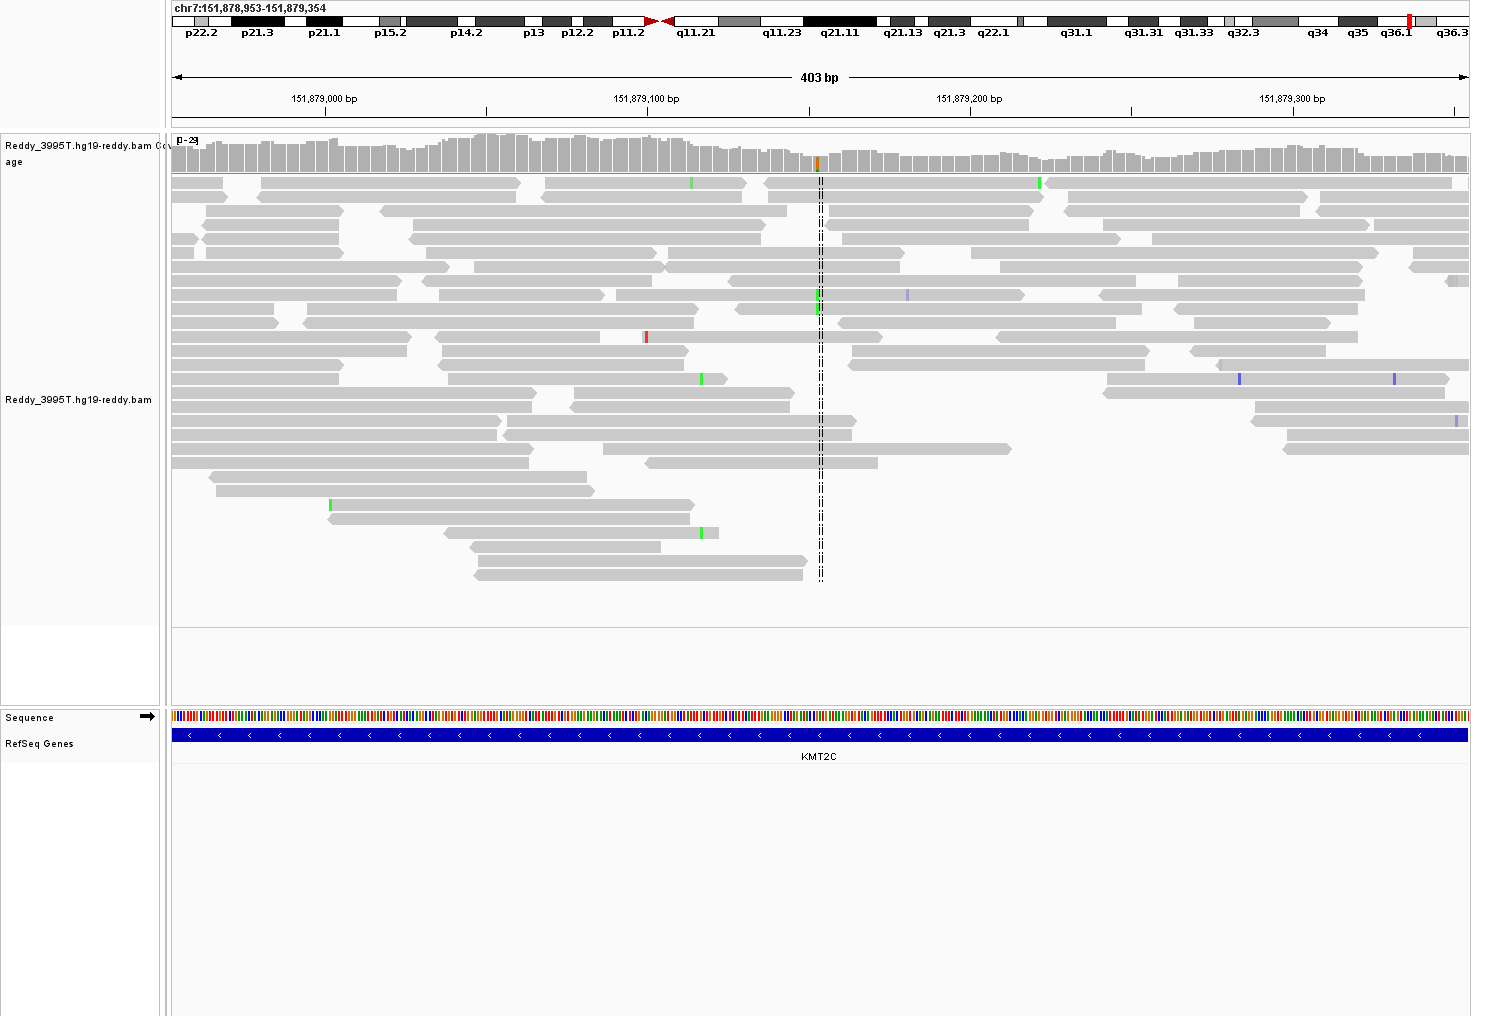 chr7:151,878,953-151,879,354
p22.2 p21.3 p21.1 p15.2 p14.2 p13 p12.2 p11.2 q11.21 q11.23 q21.11 q21.13 q21.3 q22.1 q31.1 q31.31 q31.33 q32.3 q34 q35 q36.1 q36.3
403 bp
151,879,000 bp 151,879,100 bp 151,879,200 bp 151,879,300 bp
[0-29]
Reddy_3995T.hg19-reddy.bam Cov
age
Reddy_3995T.hg19-reddy.bam
Sequence
RefSeq Genes
KMT2C